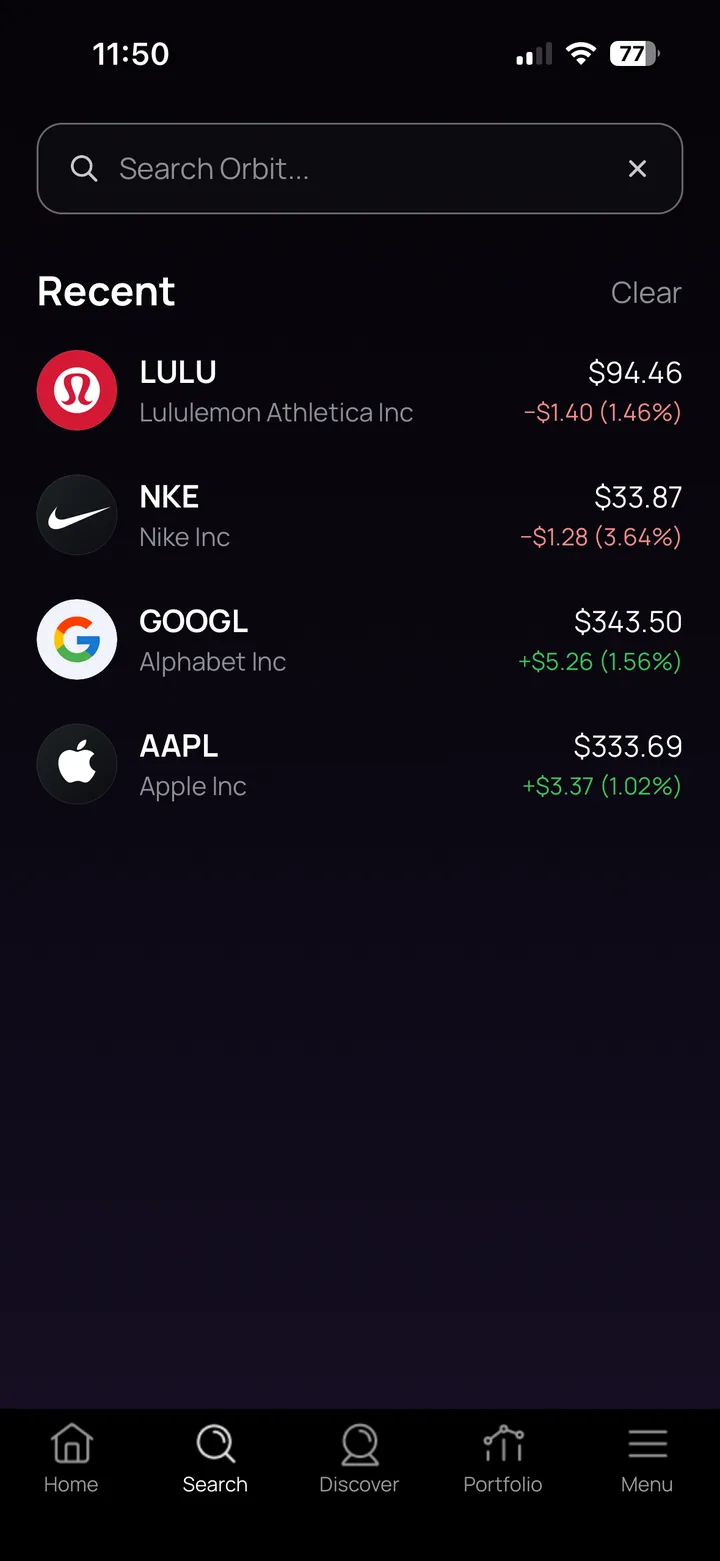 11:50
77
Search Orbit...
Recent
Clear
LULU
$94.46
Lululemon Athletica Inc
−$1.40 (1.46%)
NKE
$33.87
Nike Inc
−$1.28 (3.64%)
GOOGL
$343.50
Alphabet Inc
+$5.26 (1.56%)
AAPL
$333.69
Apple Inc
+$3.37 (1.02%)
Home
Search
Discover
Portfolio
Menu